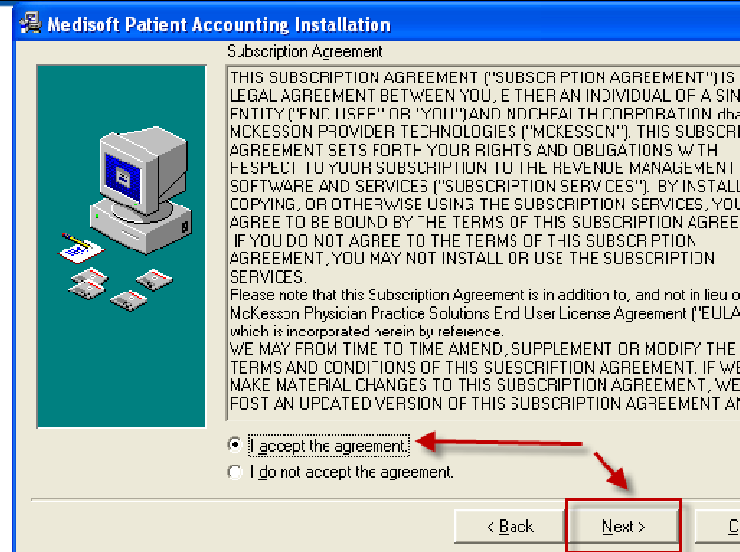 Medisoft Patient Accounting Installation
Subscription Agreement
THIS SUBSCRIPTION AGREEMENT ("SUBSCRIPTION AGREEMENT") IS
LEGAL AGREEMENT BETWEEN YOU, EITHER AN INDIVIDUAL OF A SIN
ENTITY ("END USER" OR "YOU") AND NDCHEALTH CORPORATION dba
MCKESSON PROVIDER TECHNOLOGIES ("MCKESSON"). THIS SUBSCRI
AGREEMENT SETS FORTH YOUR RIGHTS AND OBLIGATIONS WITH
RESPECT TO YOUR SUBSCRIPTION TO THE REVENUE MANAGEMENT
SOFTWARE AND SERVICES ("SUBSCRIPTION SERVICES"). BY INSTALL
COPYING, OR OTHERWISE USING THE SUBSCRIPTION SERVICES, YOU
AGREE TO BE BOUND BY THE TERMS OF THIS SUBSCRIPTION AGREE
IF YOU DO NOT AGREE TO THE TERMS OF THIS SUBSCRIPTION
AGREEMENT, YOU MAY NOT INSTALL OR USE THE SUBSCRIPTION
SERVICES.
Please note that this Subscription Agreement is in addition to, and not in lieu o
McKesson Physician Practice Solutions End User License Agreement ("EULA
which is incorporated herein by reference.
WE MAY FROM TIME TO TIME AMEND, SUPPLEMENT OR MODIFY THE
TERMS AND CONDITIONS OF THIS SUBSCRIPTION AGREEMENT. IF WE
MAKE MATERIAL CHANGES TO THIS SUBSCRIPTION AGREEMENT, WE
POST AN UPDATED VERSION OF THIS SUBSCRIPTION AGREEMENT AN
I accept the agreement.
I do not accept the agreement.
< Back
Next >
C